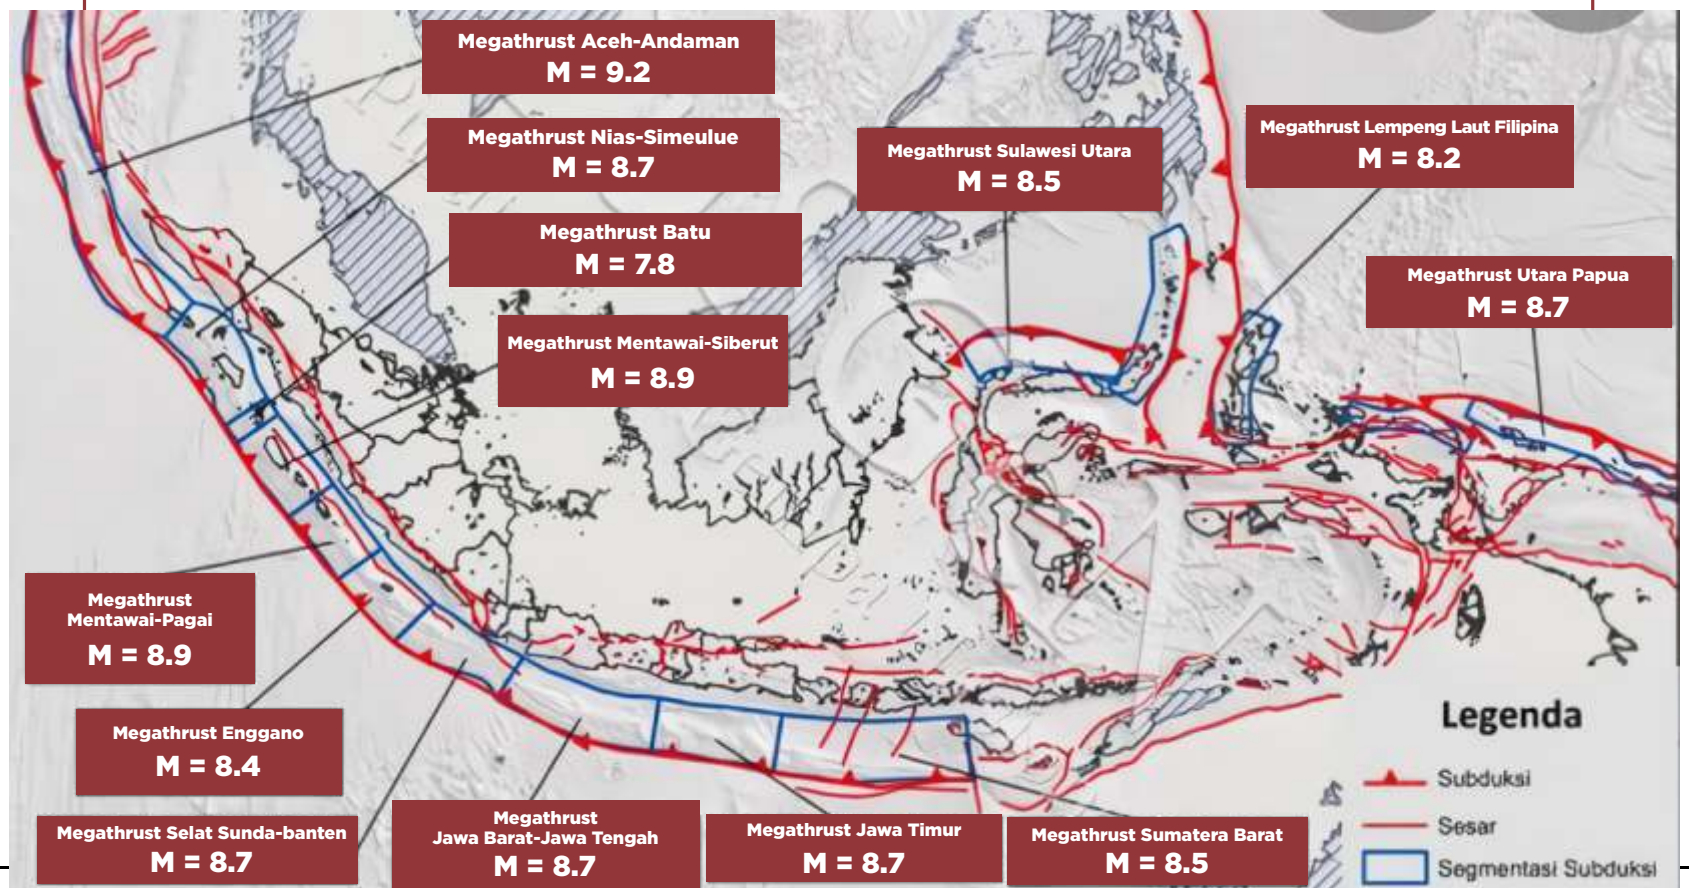 Megathrust Aceh-Andaman
M = 9.2
Megathrust Nias-Simeulue
M = 8.7
Megathrust Batu
M = 7.8
Megathrust Mentawai-Siberut
M = 8.9
Megathrust Sulawesi Utara
M = 8.5
Megathrust Lempeng Laut Filipina
M = 8.2
Megathrust Utara Papua
M = 8.7
Megathrust
Mentawai-Pagai
M = 8.9
Megathrust Enggano
M = 8.4
Megathrust Selat Sunda-banten
M = 8.7
Megathrust
Jawa Barat-Jawa Tengah
M = 8.7
Megathrust Jawa Timur
M = 8.7
Megathrust Sumatera Barat
M = 8.5
Legenda
Subduksi
Sesar
Segmentasi Subduksi